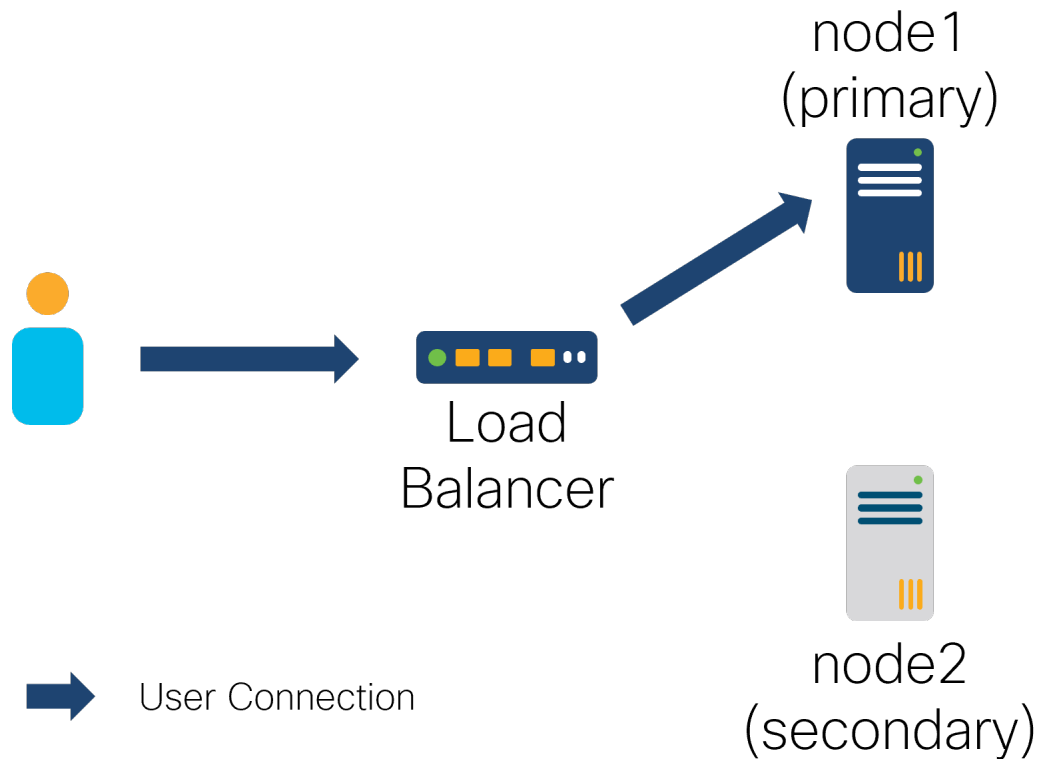 node1
(primary)
Load
Balancer
node2
(secondary)
User Connection